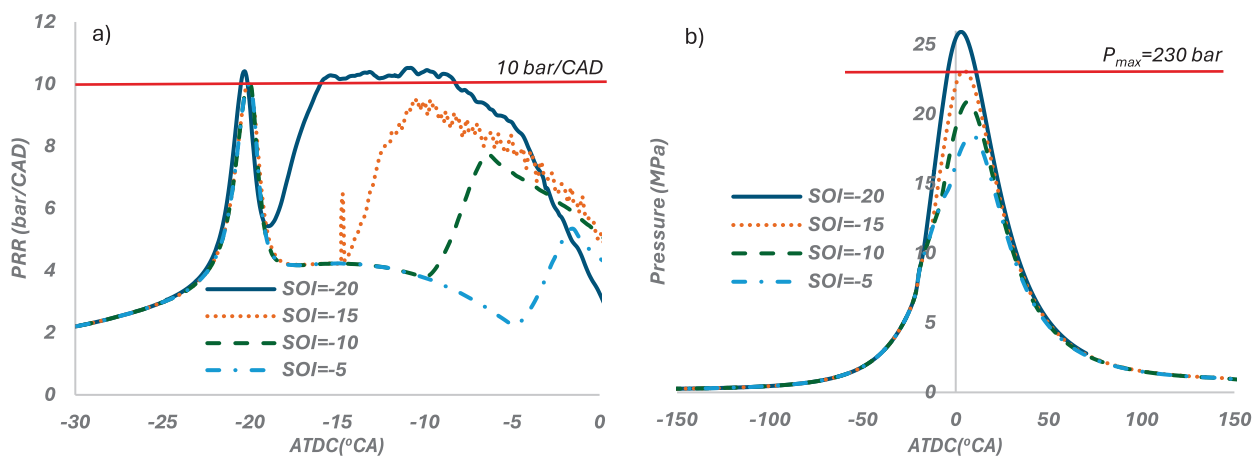 a)
12
10
8
6
4
2
0
PRR (bar/CAD)
10 bar/CAD
SOI=-20
SOI=-15
SOI=-10
SOI=-5
-30
-25
-20
-15
-10
-5
0
ATDC(°CA)
b)
25
20
15
10
5
0
Pressure (MPa)
Pmax=230 bar
SOI=-20
SOI=-15
SOI=-10
SOI=-5
-150
-100
-50
0
50
100
150
ATDC(°CA)